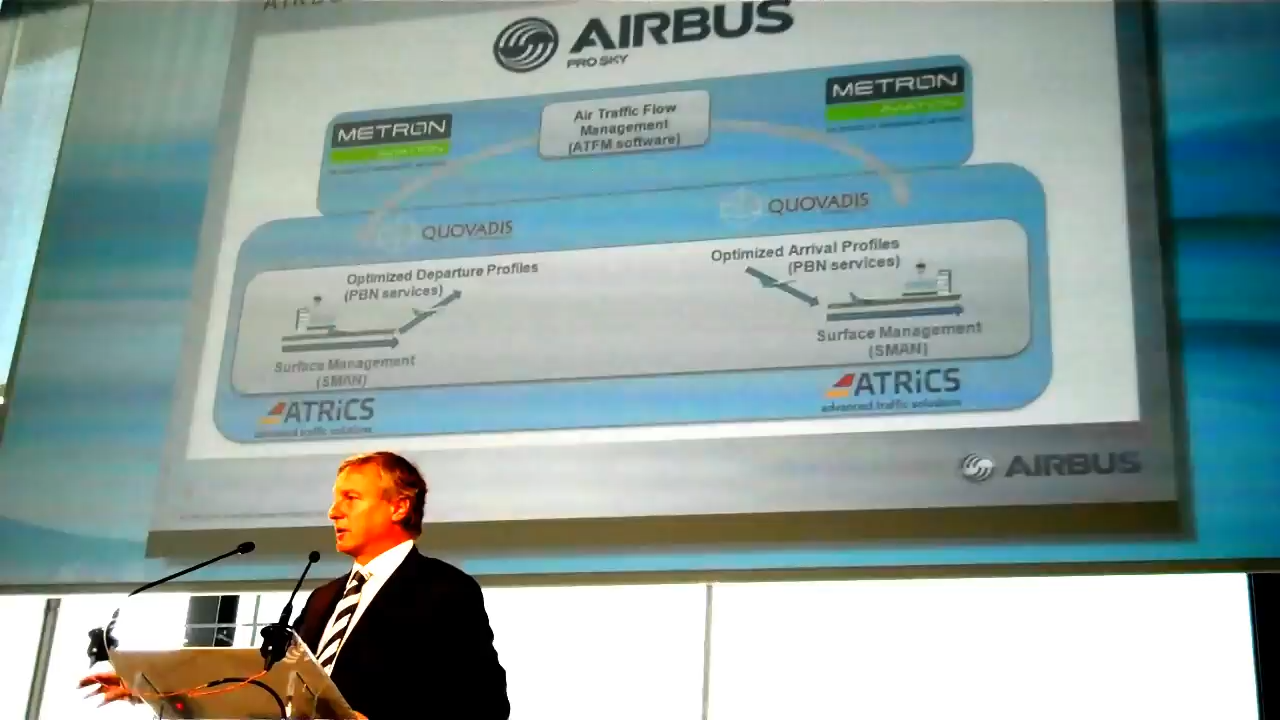 AIRBUS
PRO SKY
METRON
AVIATION
Air Traffic Flow
Management
(ATFM software)
METRON
AVIATION
QUOVADIS
QUOVADIS
Optimized Departure Profiles
(PBN services)
Optimized Arrival Profiles
(PBN services)
Surface Management
(SMAN)
Surface Management
(SMAN)
ATRiCS
advanced traffic solutions
ATRiCS
advanced traffic solutions
AIRBUS